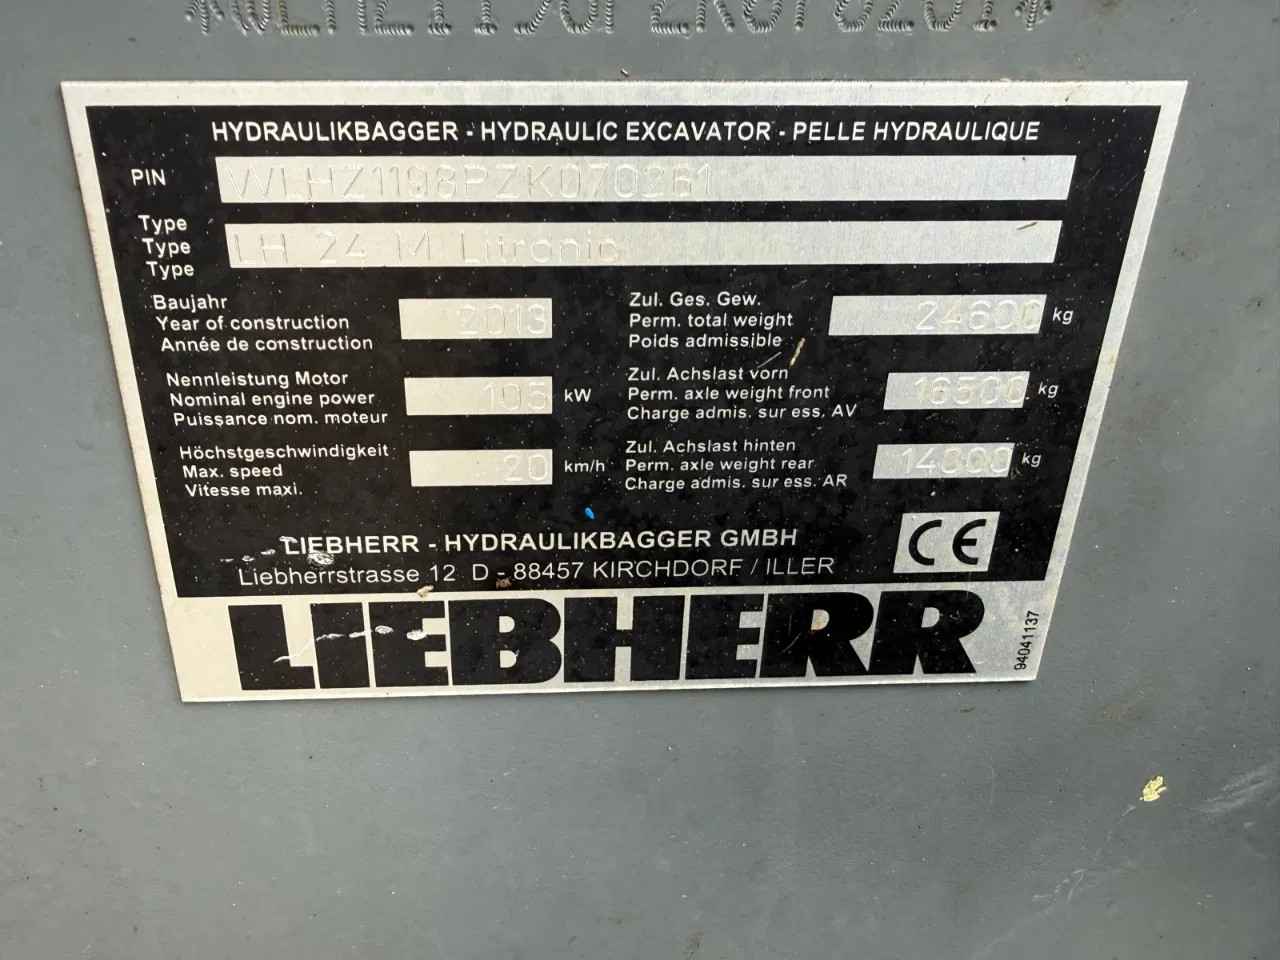 HYDRAULIKBAGGER - HYDRAULIC EXCAVATOR - PELLE HYDRAULIQUE
PIN WLHZ1198PZK070261
Type
Type LH 24 M Litronic
Type
Baujahr
Year of construction 2013
Année de construction
Zul. Ges. Gew.
Perm. total weight 24600 kg
Poids admissible
Nennleistung Motor
Nominal engine power 105 kW
Puissance nom. moteur
Zul. Achslast vorn
Perm. axle weight front 16500 kg
Charge admis. sur ess. AV
Höchstgeschwindigkeit
Max. speed 20 km/h
Vitesse maxi.
Zul. Achslast hinten
Perm. axle weight rear 14000 kg
Charge admis. sur ess. AR
LIEBHERR - HYDRAULIKBAGGER GMBH
Liebherrstrasse 12 D - 88457 KIRCHDORF / ILLER
CE
LIEBHERR
94041137